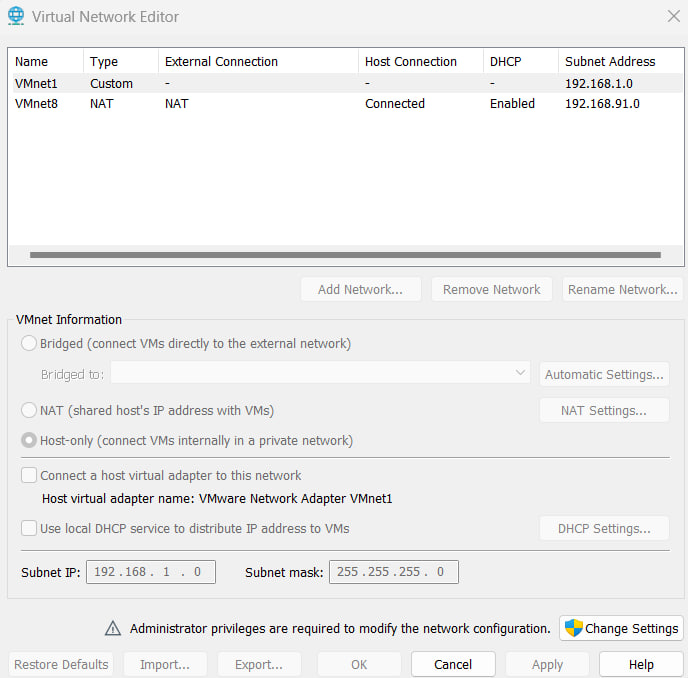 Virtual Network Editor
Name Type External Connection Host Connection DHCP Subnet Address
VMnet1 Custom - - - 192.168.1.0
VMnet8 NAT NAT Connected Enabled 192.168.91.0
Add Network... Remove Network Rename Network...
VMnet Information
Bridged (connect VMs directly to the external network)
Bridged to: Automatic Settings...
NAT (shared host's IP address with VMs) NAT Settings...
Host-only (connect VMs internally in a private network)
Connect a host virtual adapter to this network
Host virtual adapter name: VMware Network Adapter VMnet1
Use local DHCP service to distribute IP address to VMs DHCP Settings...
Subnet IP: 192 . 168 . 1 . 0 Subnet mask: 255 . 255 . 255 . 0
Administrator privileges are required to modify the network configuration. Change Settings
Restore Defaults Import... Export... OK Cancel Apply Help